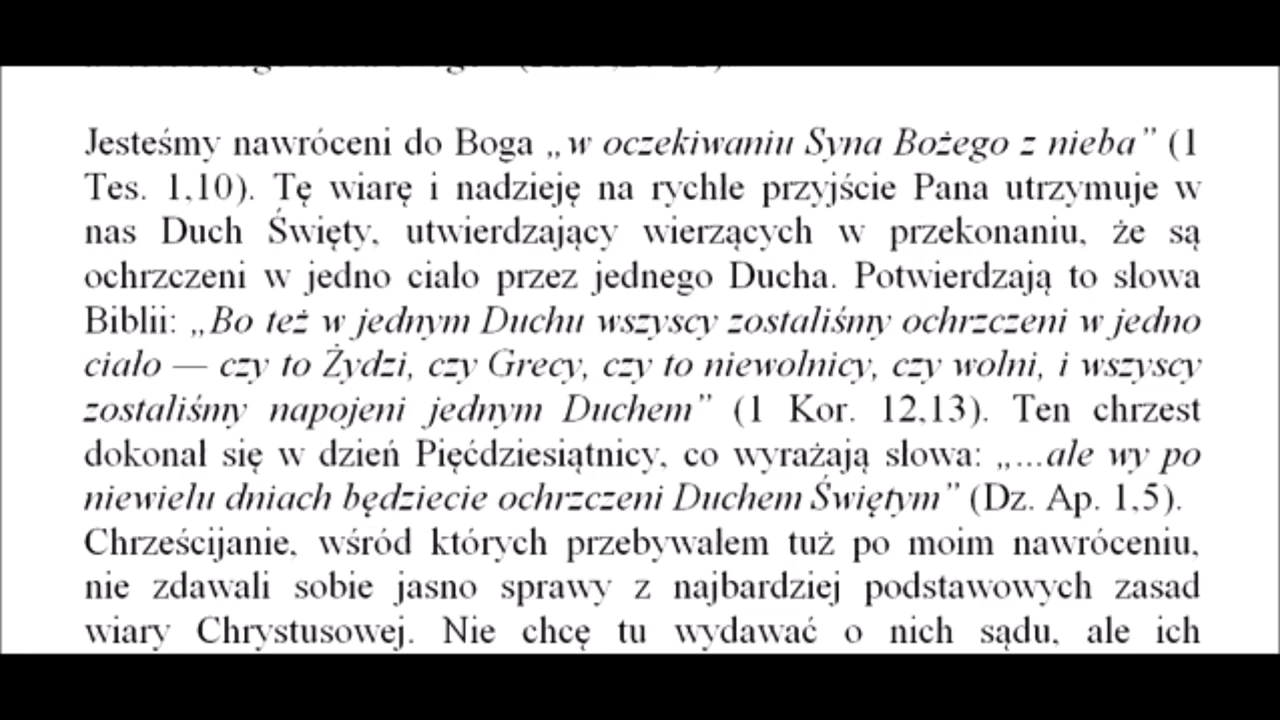 Jesteśmy nawróceni do Boga „w oczekiwaniu Syna Bożego z nieba” (1
Tes. 1,10). Tę wiarę i nadzieję na rychle przyjście Pana utrzymuje w
nas Duch Święty, utwierdzający wierzących w przekonaniu, że są
ochrzczeni w jedno ciało przez jednego Ducha. Potwierdzają to słowa
Biblii: „Bo też w jednym Duchu wszyscy zostaliśmy ochrzczeni w jedno
ciało — czy to Żydzi, czy Grecy, czy to niewolnicy, czy wolni, i wszyscy
zostaliśmy napojeni jednym Duchem” (1 Kor. 12,13). Ten chrzest
dokonał się w dzień Pięćdziesiątnicy, co wyrażają słowa: „...ale wy po
niewielu dniach będziecie ochrzczeni Duchem Świętym” (Dz. Ap. 1,5).
Chrześcijanie, wśród których przebywałem tuż po moim nawróceniu,
nie zdawali sobie jasno sprawy z najbardziej podstawowych zasad
wiary Chrystusowej. Nie chcę tu wydawać o nich sądu, ale ich